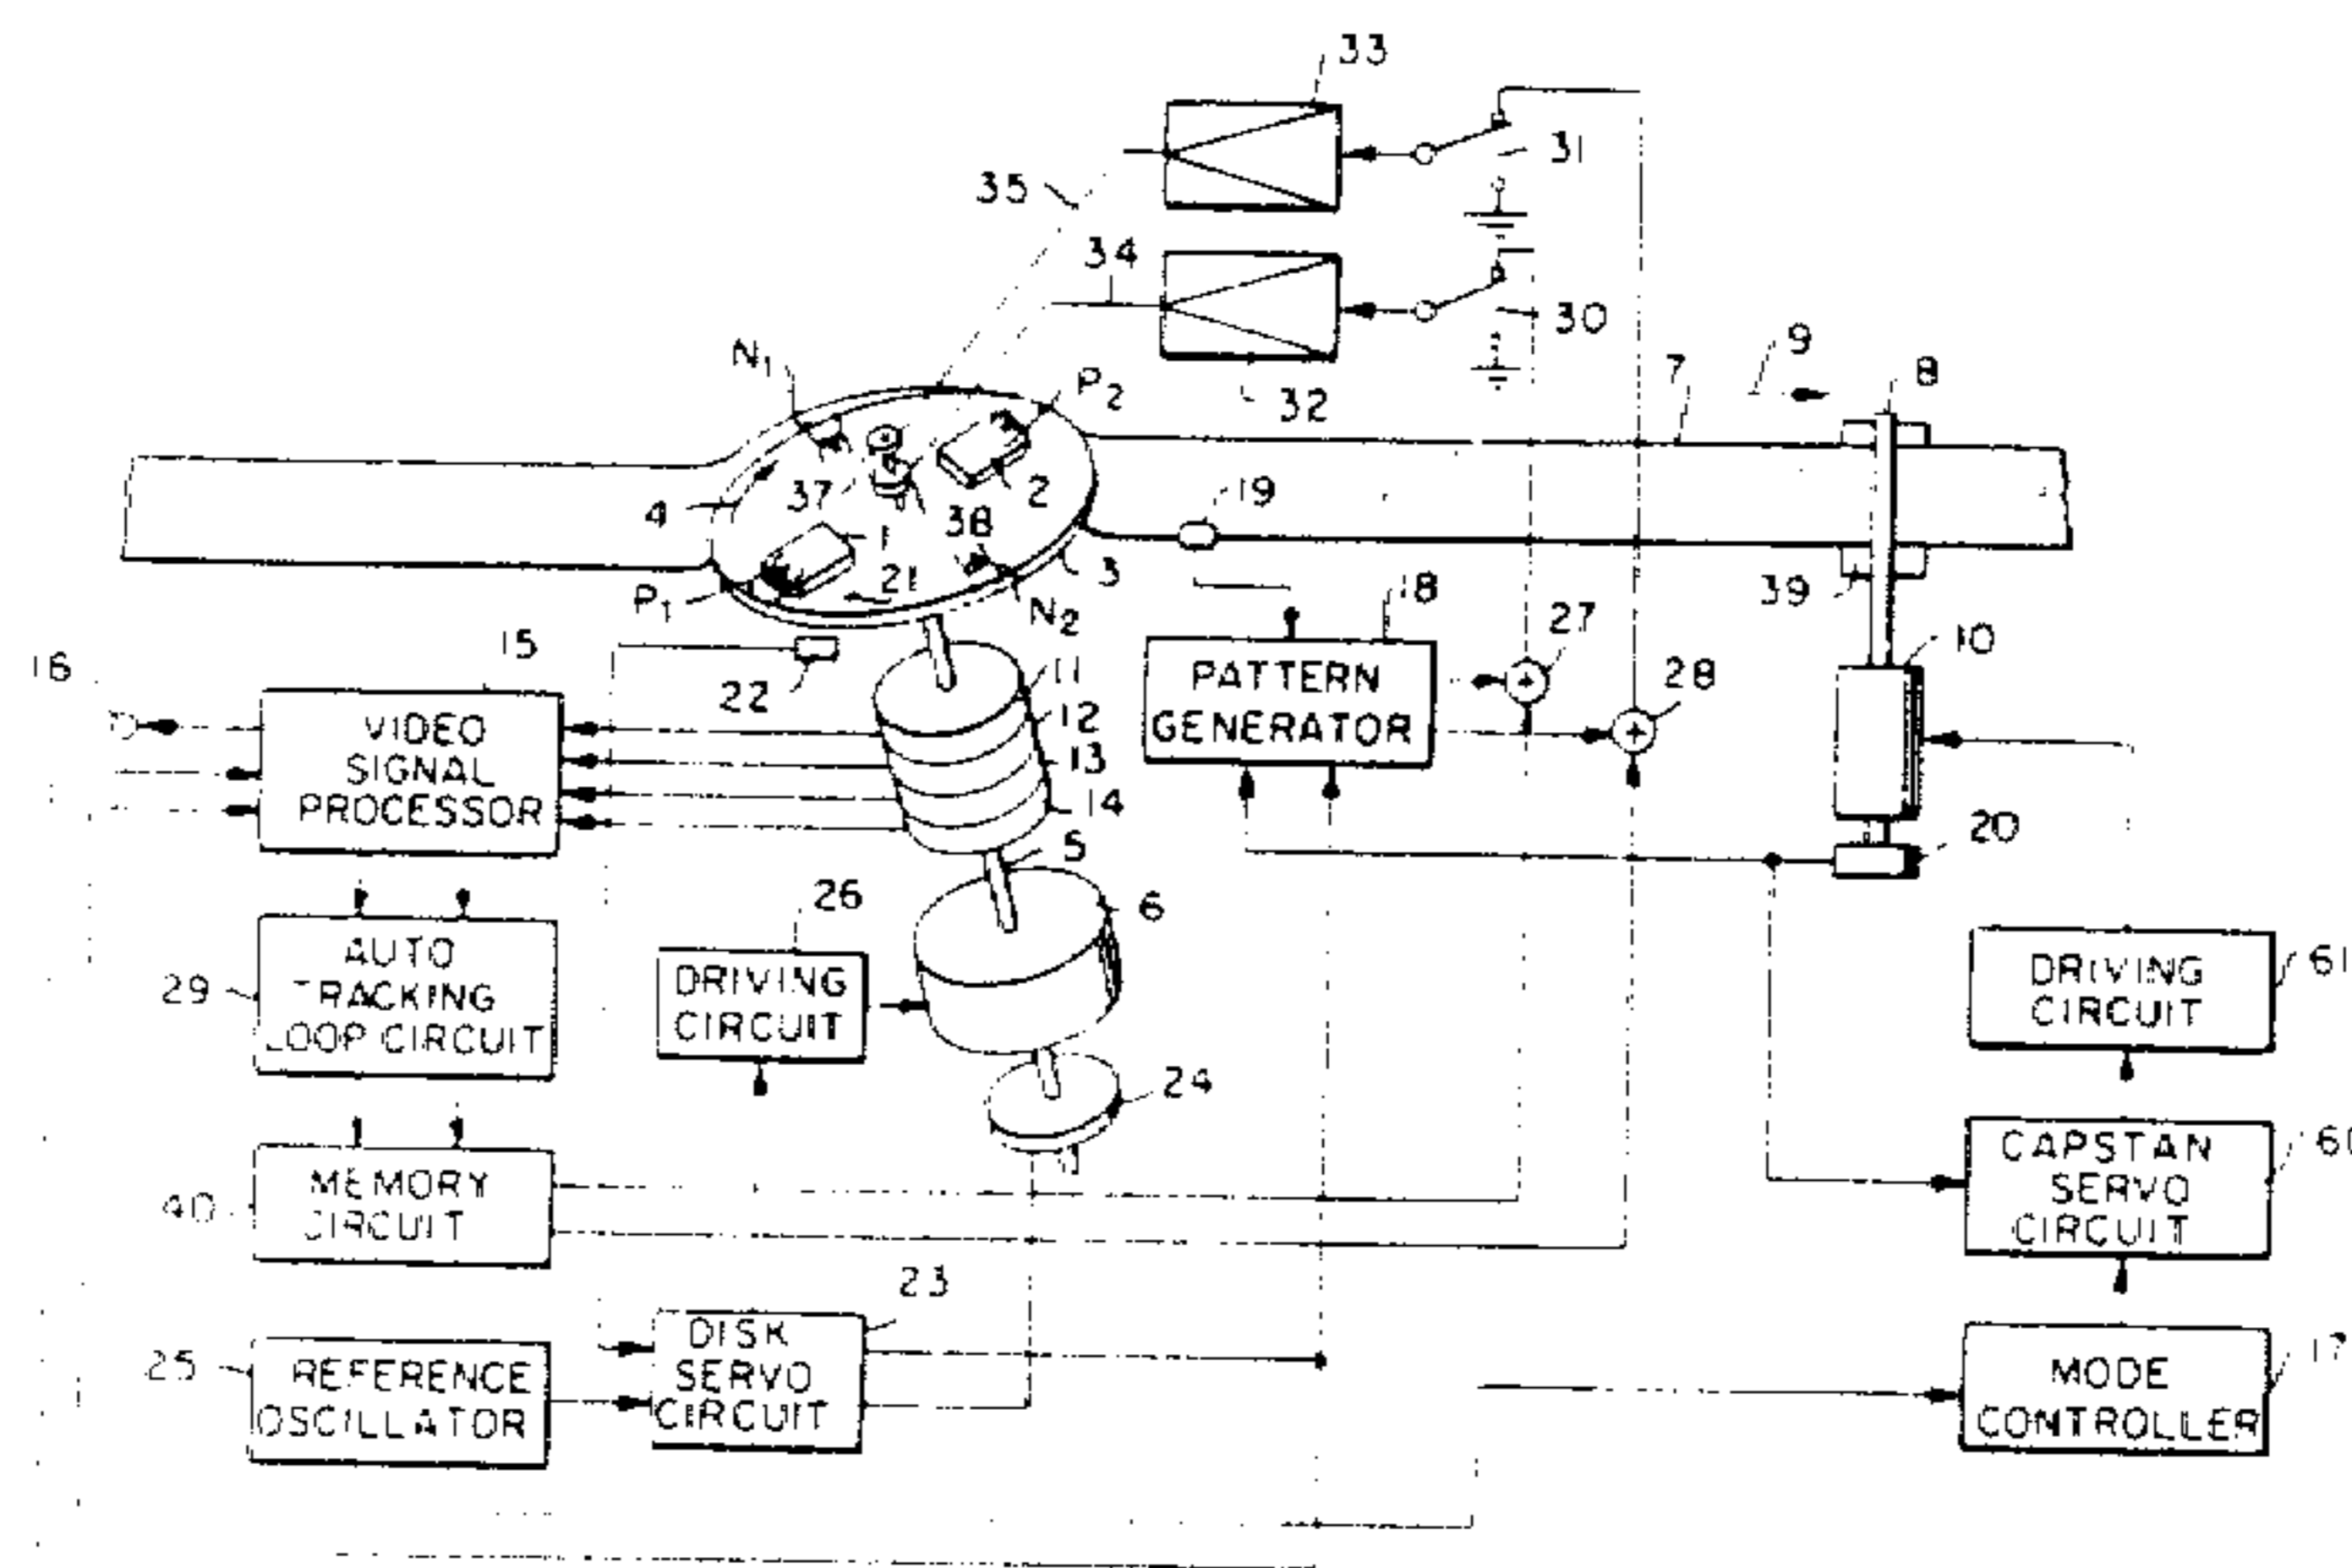 33
31
35
34
30
32
N1
P2
7
9
8
4
37
38
2
1
21
19
3
P1
N2
18
39
27
10
28
16
15
22
11
12
13
14
5
20
PATTERN
GENERATOR
VIDEO
SIGNAL
PROCESSOR
26
6
29
AUTO
TRACKING
LOOP CIRCUIT
DRIVING
CIRCUIT
24
DRIVING
CIRCUIT
61
40
MEMORY
CIRCUIT
CAPSTAN
SERVO
CIRCUIT
23
25
REFERENCE
OSCILLATOR
DISK
SERVO
CIRCUIT
MODE
CONTROLLER
17